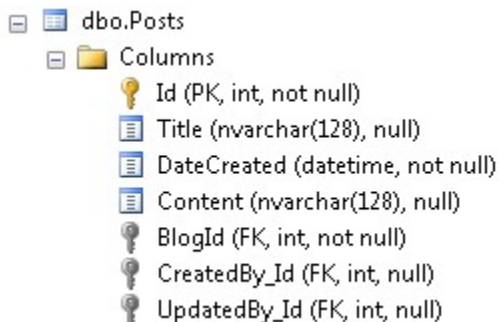 dbo.Posts
Columns
Id (PK, int, not null)
Title (nvarchar(128), null)
DateCreated (datetime, not null)
Content (nvarchar(128), null)
BlogId (FK, int, not null)
CreatedBy_Id (FK, int, null)
UpdatedBy_Id (FK, int, null)